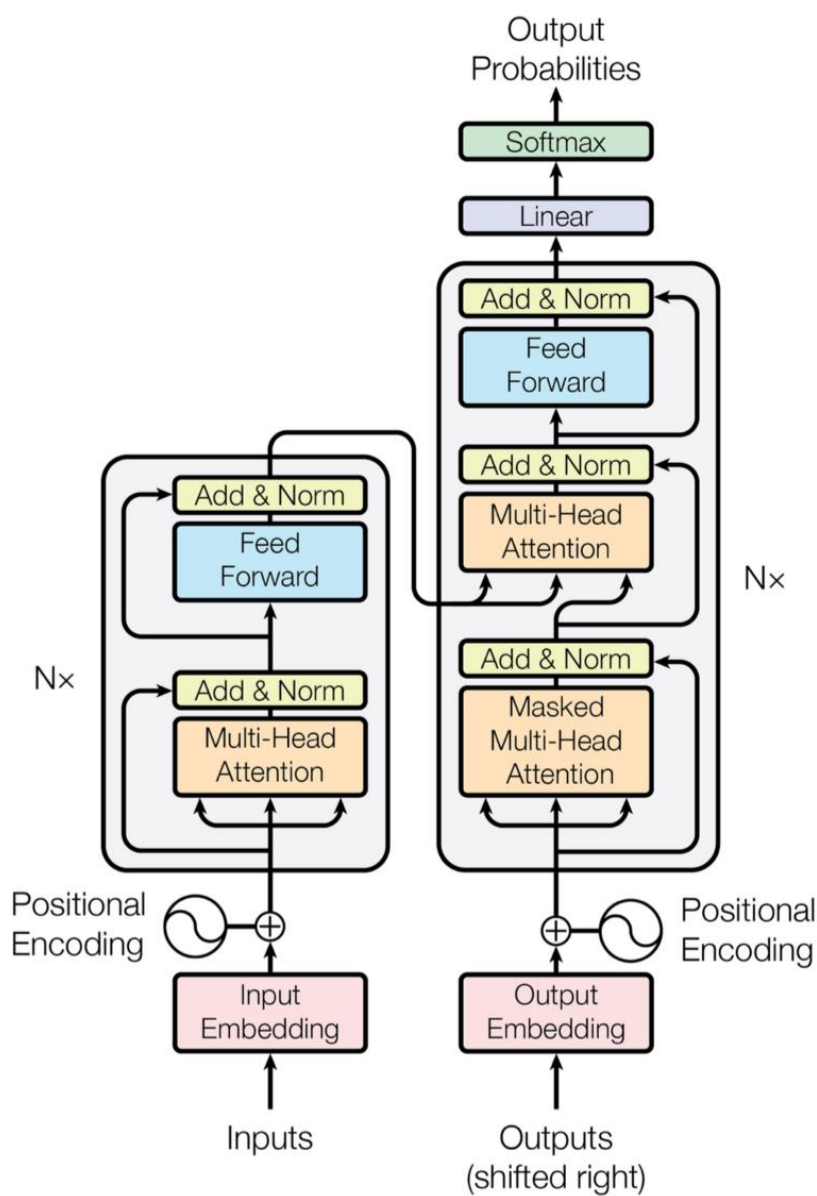 Output
Probabilities
Softmax
Linear
Add & Norm
Feed
Forward
Add & Norm
Multi-Head
Attention
Add & Norm
Masked
Multi-Head
Attention
N×
Add & Norm
Feed
Forward
Add & Norm
Multi-Head
Attention
N×
Positional
Encoding
Positional
Encoding
Input
Embedding
Output
Embedding
Inputs
Outputs
(shifted right)